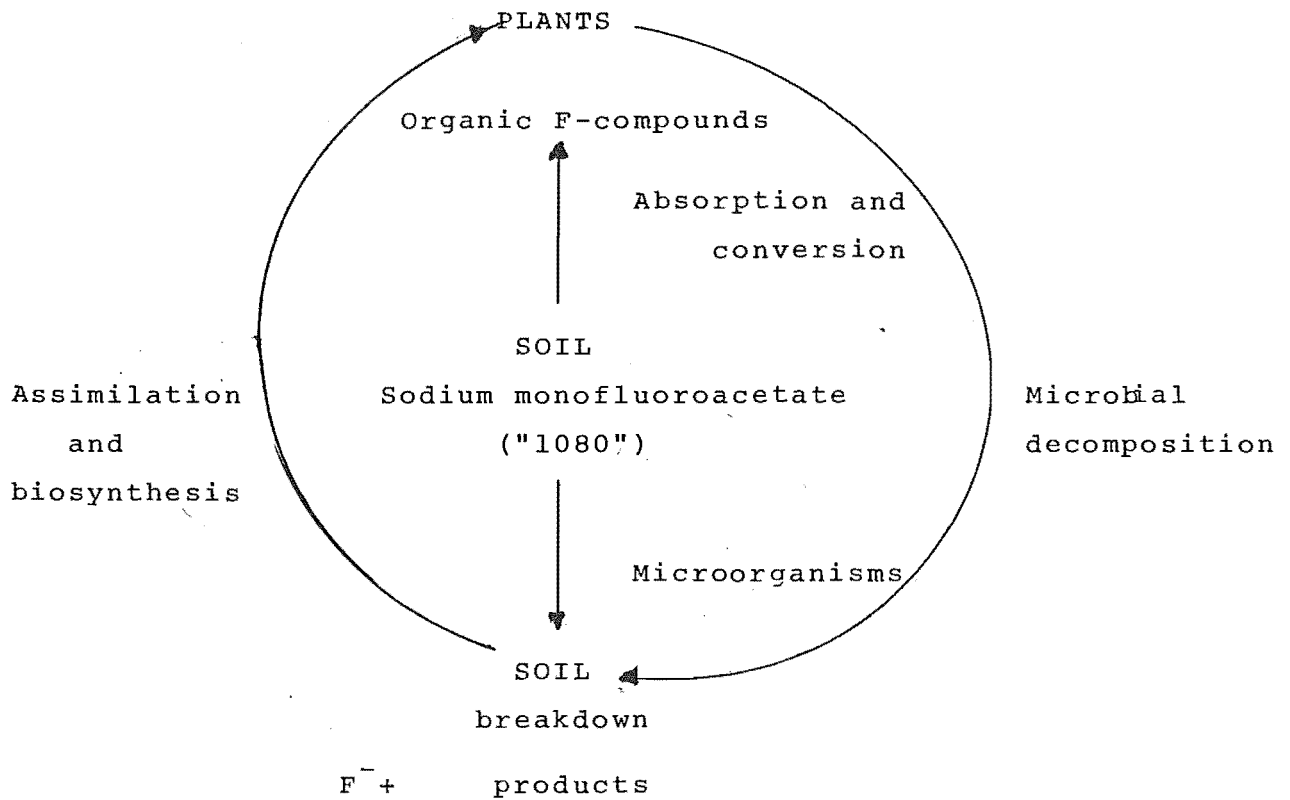 PLANTS
Organic F-compounds
Absorption and
conversion
SOIL
Sodium monofluoroacetate
("1080")
Assimilation
and
biosynthesis
Microbial
decomposition
Microorganisms
SOIL
breakdown
F⁻+ products